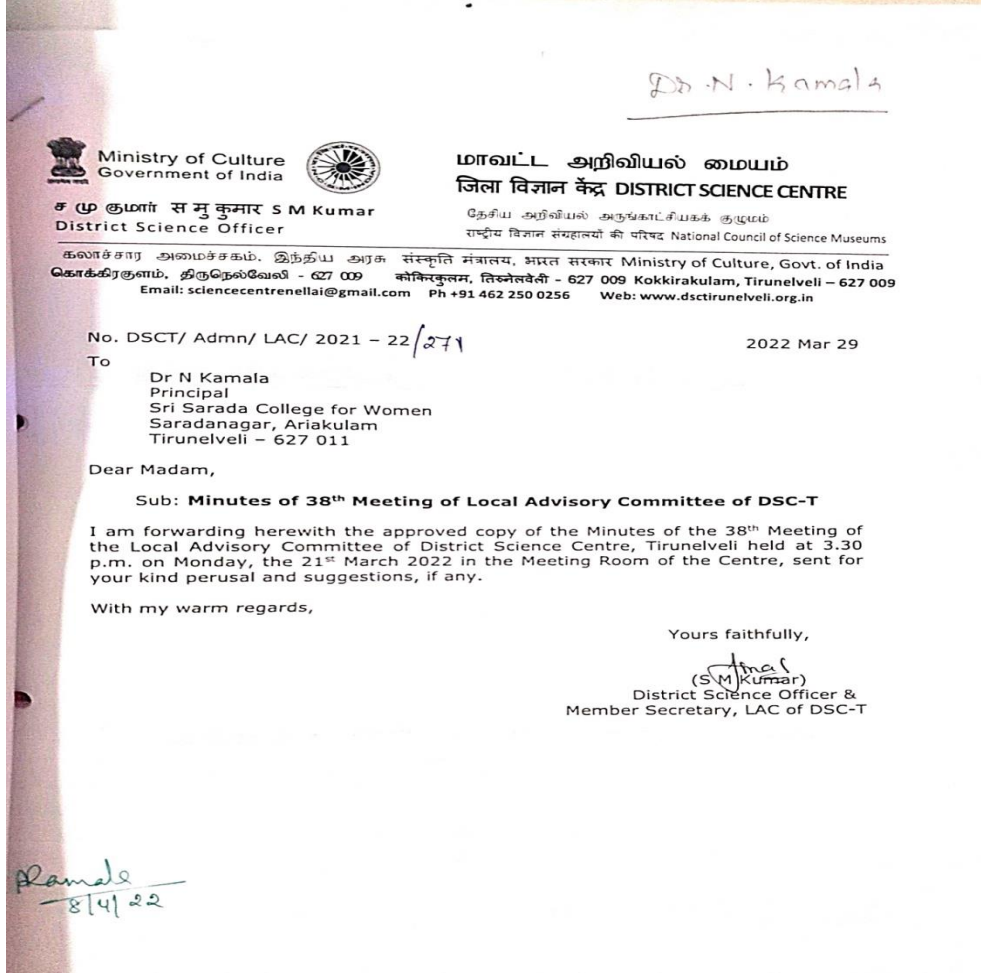 Dr. N. Kamala
Ministry of Culture
Government of India
ச மு குமார் स मु कुमार S M Kumar
District Science Officer
மாவட்ட அறிவியல் மையம்
जिला विज्ञान केंद्र DISTRICT SCIENCE CENTRE
தேசிய அறிவியல் அருங்காட்சியகக் குழுமம்
राष्ट्रीय विज्ञान संग्रहालयों की परिषद National Council of Science Museums
கலாச்சார அமைச்சகம். இந்திய அரசு संस्कृति मंत्रालय, भारत सरकार Ministry of Culture, Govt. of India
கொக்கிரகுளம், திருநெல்வேலி - 627 009 कोकिरकुलम, तिरुनेलवेली - 627 009 Kokkirakulam, Tirunelveli – 627 009
Email: sciencecentrenellai@gmail.com Ph +91 462 250 0256 Web: www.dsctirunelveli.org.in
No. DSCT/ Admn/ LAC/ 2021 – 22/271
2022 Mar 29
To
Dr N Kamala
Principal
Sri Sarada College for Women
Saradanagar, Ariakulam
Tirunelveli – 627 011
Dear Madam,
Sub: Minutes of 38th Meeting of Local Advisory Committee of DSC-T
I am forwarding herewith the approved copy of the Minutes of the 38th Meeting of
the Local Advisory Committee of District Science Centre, Tirunelveli held at 3.30
p.m. on Monday, the 21st March 2022 in the Meeting Room of the Centre, sent for
your kind perusal and suggestions, if any.
With my warm regards,
Yours faithfully,
(S M Kumar)
District Science Officer &
Member Secretary, LAC of DSC-T
8/4/22